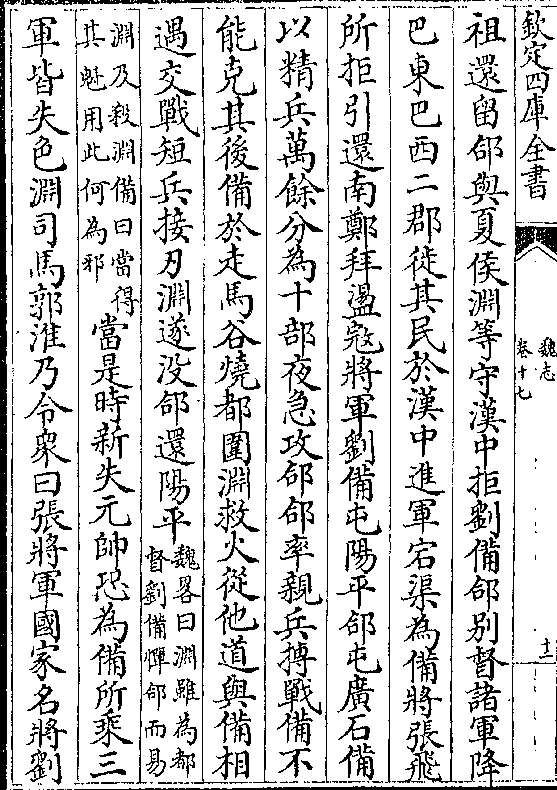 欽定四庫全書
魏志
卷十七
十二
祖還留郃與夏侯淵等守漢中拒劉備郃别督諸軍降
巴東巴西二郡徙其民於漢中進軍宕渠為備將張飛
所拒引還南鄭拜盪寇將軍劉備屯陽平郃屯廣石備
以精兵萬餘分為十部夜急攻郃郃率親兵搏戰備不
能克其後備於走馬谷燒都圍淵救火從他道與備相
遇交戰短兵接刃淵遂没郃還陽平
魏畧曰淵雖為都
督劉備憚郃而易
淵及殺淵備曰當得
其魁用此何為邪
當是時新失元帥恐為備所乘三
軍皆失色淵司馬郭淮乃令衆曰張將軍國家名將劉